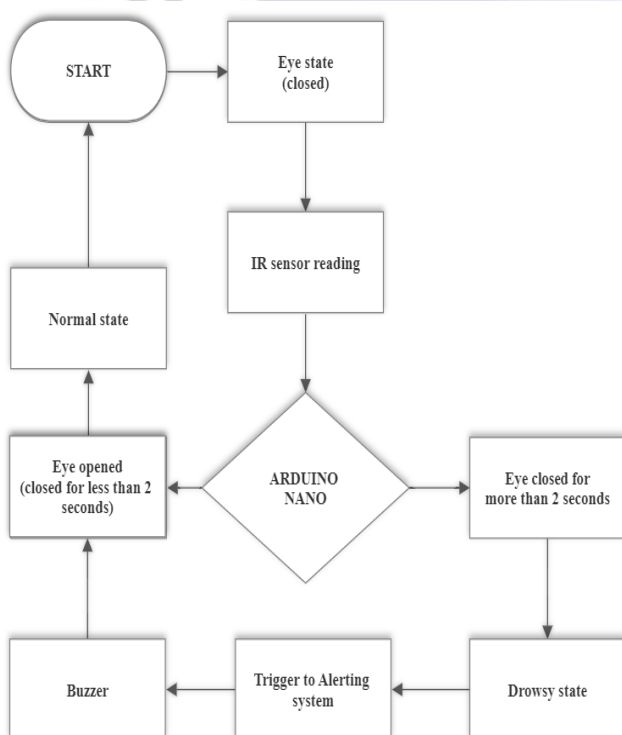 START
Eye state
(closed)
IR sensor reading
Normal state
Eye opened
(closed for less than 2
seconds)
ARDUINO
NANO
Eye closed for
more than 2 seconds
Buzzer
Trigger to Alerting
system
Drowsy state